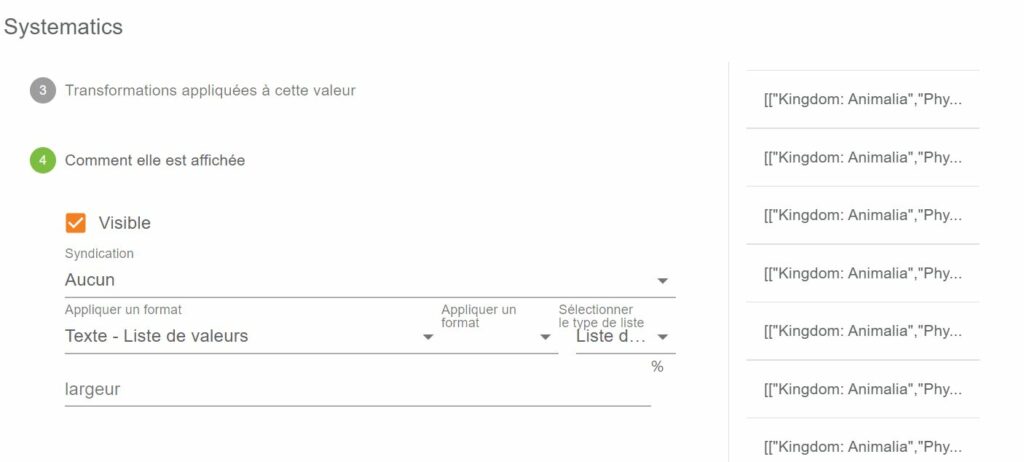 Systematics
3 Transformations appliquées à cette valeur
4 Comment elle est affichée
Visible
Syndication
Aucun
Appliquer un format
Texte - Liste de valeurs
Appliquer un
format
Sélectionner
le type de liste
Liste d...
%
largeur
[["Kingdom: Animalia","Phy...
[["Kingdom: Animalia","Phy...
[["Kingdom: Animalia","Phy...
[["Kingdom: Animalia","Phy...
[["Kingdom: Animalia","Phy...
[["Kingdom: Animalia","Phy...
[["Kingdom: Animalia","Phy...